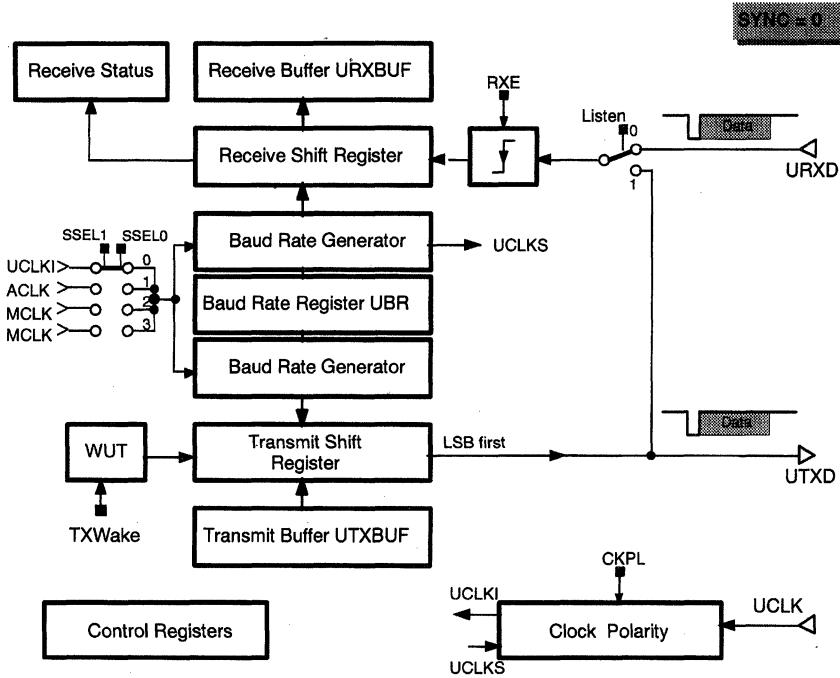 SYNC = 0
Receive Status
Receive Buffer URXBUF
RXE
Listen
0
Data
URXD
1
Receive Shift Register
SSEL1
SSEL0
Baud Rate Generator
UCLKS
UCLKI
0
ACLK
1
MCLK
2
MCLK
3
Baud Rate Register UBR
Baud Rate Generator
WUT
Transmit Shift
Register
LSB first
Data
UTXD
TXWake
Transmit Buffer UTXBUF
CKPL
UCLKI
UCLK
Control Registers
Clock Polarity
UCLKS